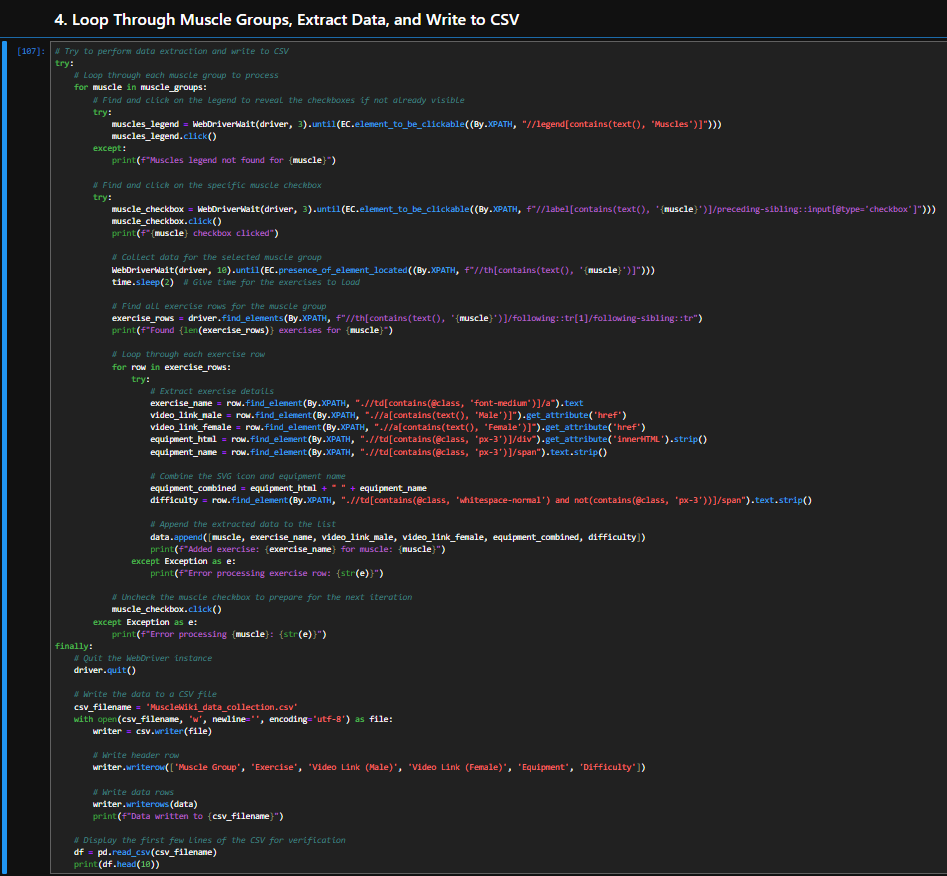 4. Loop Through Muscle Groups, Extract Data, and Write to CSV
[107]: # Try to perform data extraction and write to CSV
try:
    # Loop through each muscle group to process
    for muscle in muscle_groups:
        # Find and click on the legend to reveal the checkboxes if not already visible
        try:
            muscles_legend = WebDriverWait(driver, 3).until(EC.element_to_be_clickable((By.XPATH, "//legend[contains(text(), 'Muscles')]")))
            muscles_legend.click()
        except:
            print(f"Muscles legend not found for {muscle}")

        # Find and click on the specific muscle checkbox
        try:
            muscle_checkbox = WebDriverWait(driver, 3).until(EC.element_to_be_clickable((By.XPATH, f"//label[contains(text(), '{muscle}')]/preceding-sibling::input[@type='checkbox']")))
            muscle_checkbox.click()
            print(f"{muscle} checkbox clicked")

            # Collect data for the selected muscle group
            WebDriverWait(driver, 10).until(EC.presence_of_element_located((By.XPATH, f"//th[contains(text(), '{muscle}')]")))
            time.sleep(2)  # Give time for the exercises to load

            # Find all exercise rows for the muscle group
            exercise_rows = driver.find_elements(By.XPATH, f"//th[contains(text(), '{muscle}')]/following::tr[1]/following-sibling::tr")
            print(f"Found {len(exercise_rows)} exercises for {muscle}")

            # Loop through each exercise row
            for row in exercise_rows:
                try:
                    # Extract exercise details
                    exercise_name = row.find_element(By.XPATH, ".//td[contains(@class, 'font-medium')]/a").text
                    video_link_male = row.find_element(By.XPATH, ".//a[contains(text(), 'Male')]").get_attribute('href')
                    video_link_female = row.find_element(By.XPATH, ".//a[contains(text(), 'Female')]").get_attribute('href')
                    equipment_html = row.find_element(By.XPATH, ".//td[contains(@class, 'px-3')]/div").get_attribute('innerHTML').strip()
                    equipment_name = row.find_element(By.XPATH, ".//td[contains(@class, 'px-3')]/span").text.strip()

                    # Combine the SVG icon and equipment name
                    equipment_combined = equipment_html + " " + equipment_name
                    difficulty = row.find_element(By.XPATH, ".//td[contains(@class, 'whitespace-normal') and not(contains(@class, 'px-3'))]/span").text.strip()

                    # Append the extracted data to the list
                    data.append([muscle, exercise_name, video_link_male, video_link_female, equipment_combined, difficulty])
                    print(f"Added exercise: {exercise_name} for muscle: {muscle}")
                except Exception as e:
                    print(f"Error processing exercise row: {str(e)}")

            # Uncheck the muscle checkbox to prepare for the next iteration
            muscle_checkbox.click()
        except Exception as e:
            print(f"Error processing {muscle}: {str(e)}")
finally:
    # Quit the WebDriver instance
    driver.quit()

    # Write the data to a CSV file
    csv_filename = 'MuscleWiki_data_collection.csv'
    with open(csv_filename, 'w', newline='', encoding='utf-8') as file:
        writer = csv.writer(file)

        # Write header row
        writer.writerow(['Muscle Group', 'Exercise', 'Video Link (Male)', 'Video Link (Female)', 'Equipment', 'Difficulty'])

        # Write data rows
        writer.writerows(data)
        print(f"Data written to {csv_filename}")

    # Display the first few lines of the CSV for verification
    df = pd.read_csv(csv_filename)
    print(df.head(10))